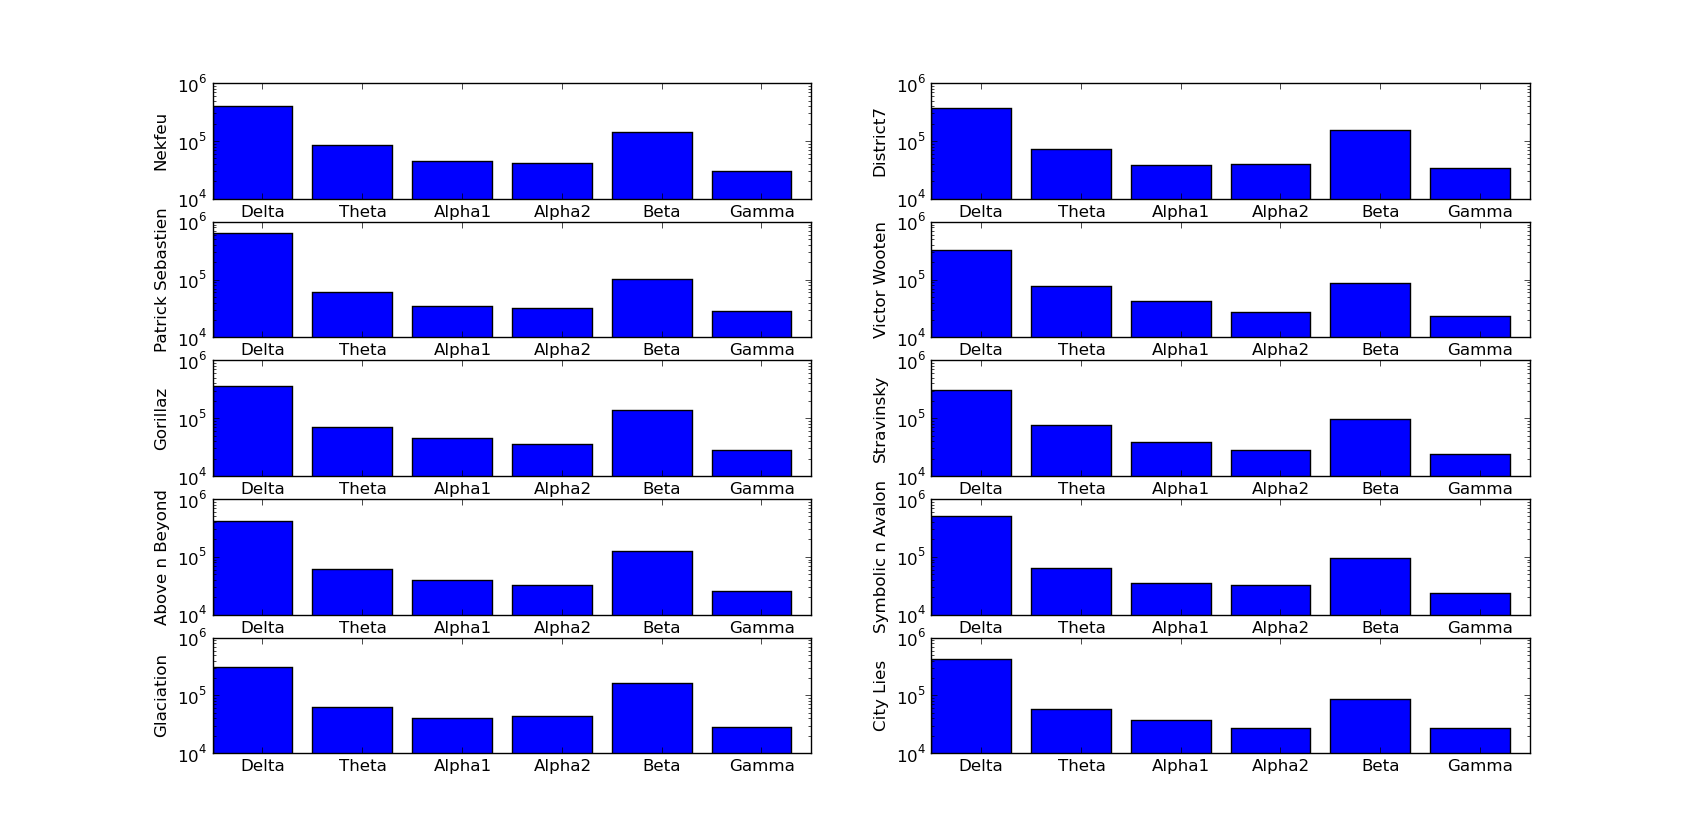 Nekfeu
10^6
10^5
10^4
Delta Theta Alpha1 Alpha2 Beta Gamma
District7
10^6
10^5
10^4
Delta Theta Alpha1 Alpha2 Beta Gamma
Patrick Sebastien
10^6
10^5
10^4
Delta Theta Alpha1 Alpha2 Beta Gamma
Victor Wooten
10^6
10^5
10^4
Delta Theta Alpha1 Alpha2 Beta Gamma
Gorillaz
10^6
10^5
10^4
Delta Theta Alpha1 Alpha2 Beta Gamma
Stravinsky
10^6
10^5
10^4
Delta Theta Alpha1 Alpha2 Beta Gamma
Above n Beyond
10^6
10^5
10^4
Delta Theta Alpha1 Alpha2 Beta Gamma
Symbolic n Avalon
10^6
10^5
10^4
Delta Theta Alpha1 Alpha2 Beta Gamma
Glaciation
10^6
10^5
10^4
Delta Theta Alpha1 Alpha2 Beta Gamma
City Lies
10^6
10^5
10^4
Delta Theta Alpha1 Alpha2 Beta Gamma